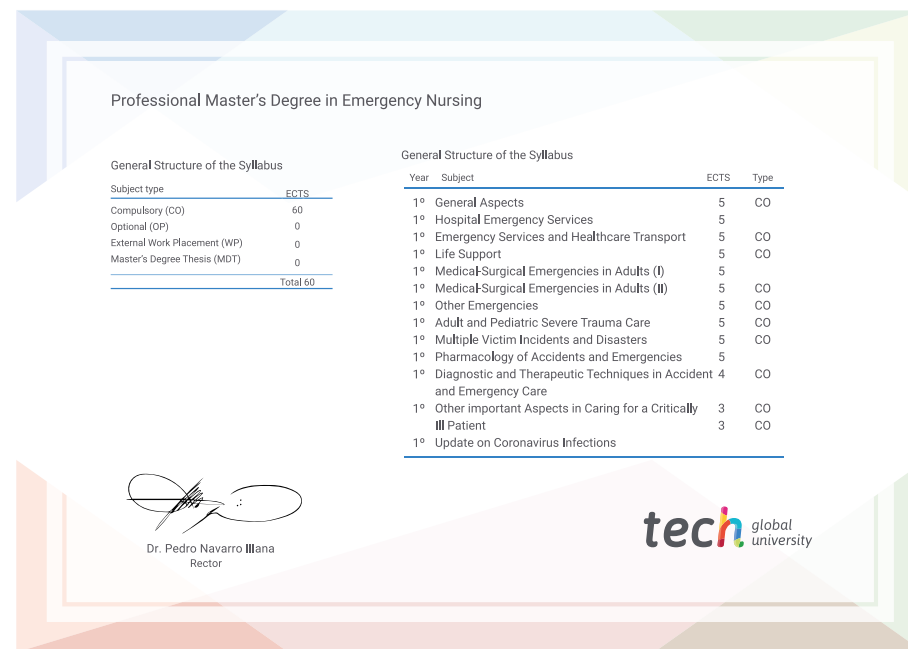 Professional Master's Degree in Emergency Nursing
General Structure of the Syllabus
Subject type ECTS
Compulsory (CO) 60
Optional (OP) 0
External Work Placement (WP) 0
Master's Degree Thesis (MDT) 0
Total 60
General Structure of the Syllabus
Year Subject ECTS Type
1º General Aspects 5 CO
1º Hospital Emergency Services 5
1º Emergency Services and Healthcare Transport 5 CO
1º Life Support 5 CO
1º Medical-Surgical Emergencies in Adults (I) 5
1º Medical-Surgical Emergencies in Adults (II) 5 CO
1º Other Emergencies 5 CO
1º Adult and Pediatric Severe Trauma Care 5 CO
1º Multiple Victim Incidents and Disasters 5 CO
1º Pharmacology of Accidents and Emergencies 5
1º Diagnostic and Therapeutic Techniques in Accident 4 CO
and Emergency Care
1º Other important Aspects in Caring for a Critically 3 CO
Ill Patient 3 CO
1º Update on Coronavirus Infections
Dr. Pedro Navarro Illana
Rector
tech global
university